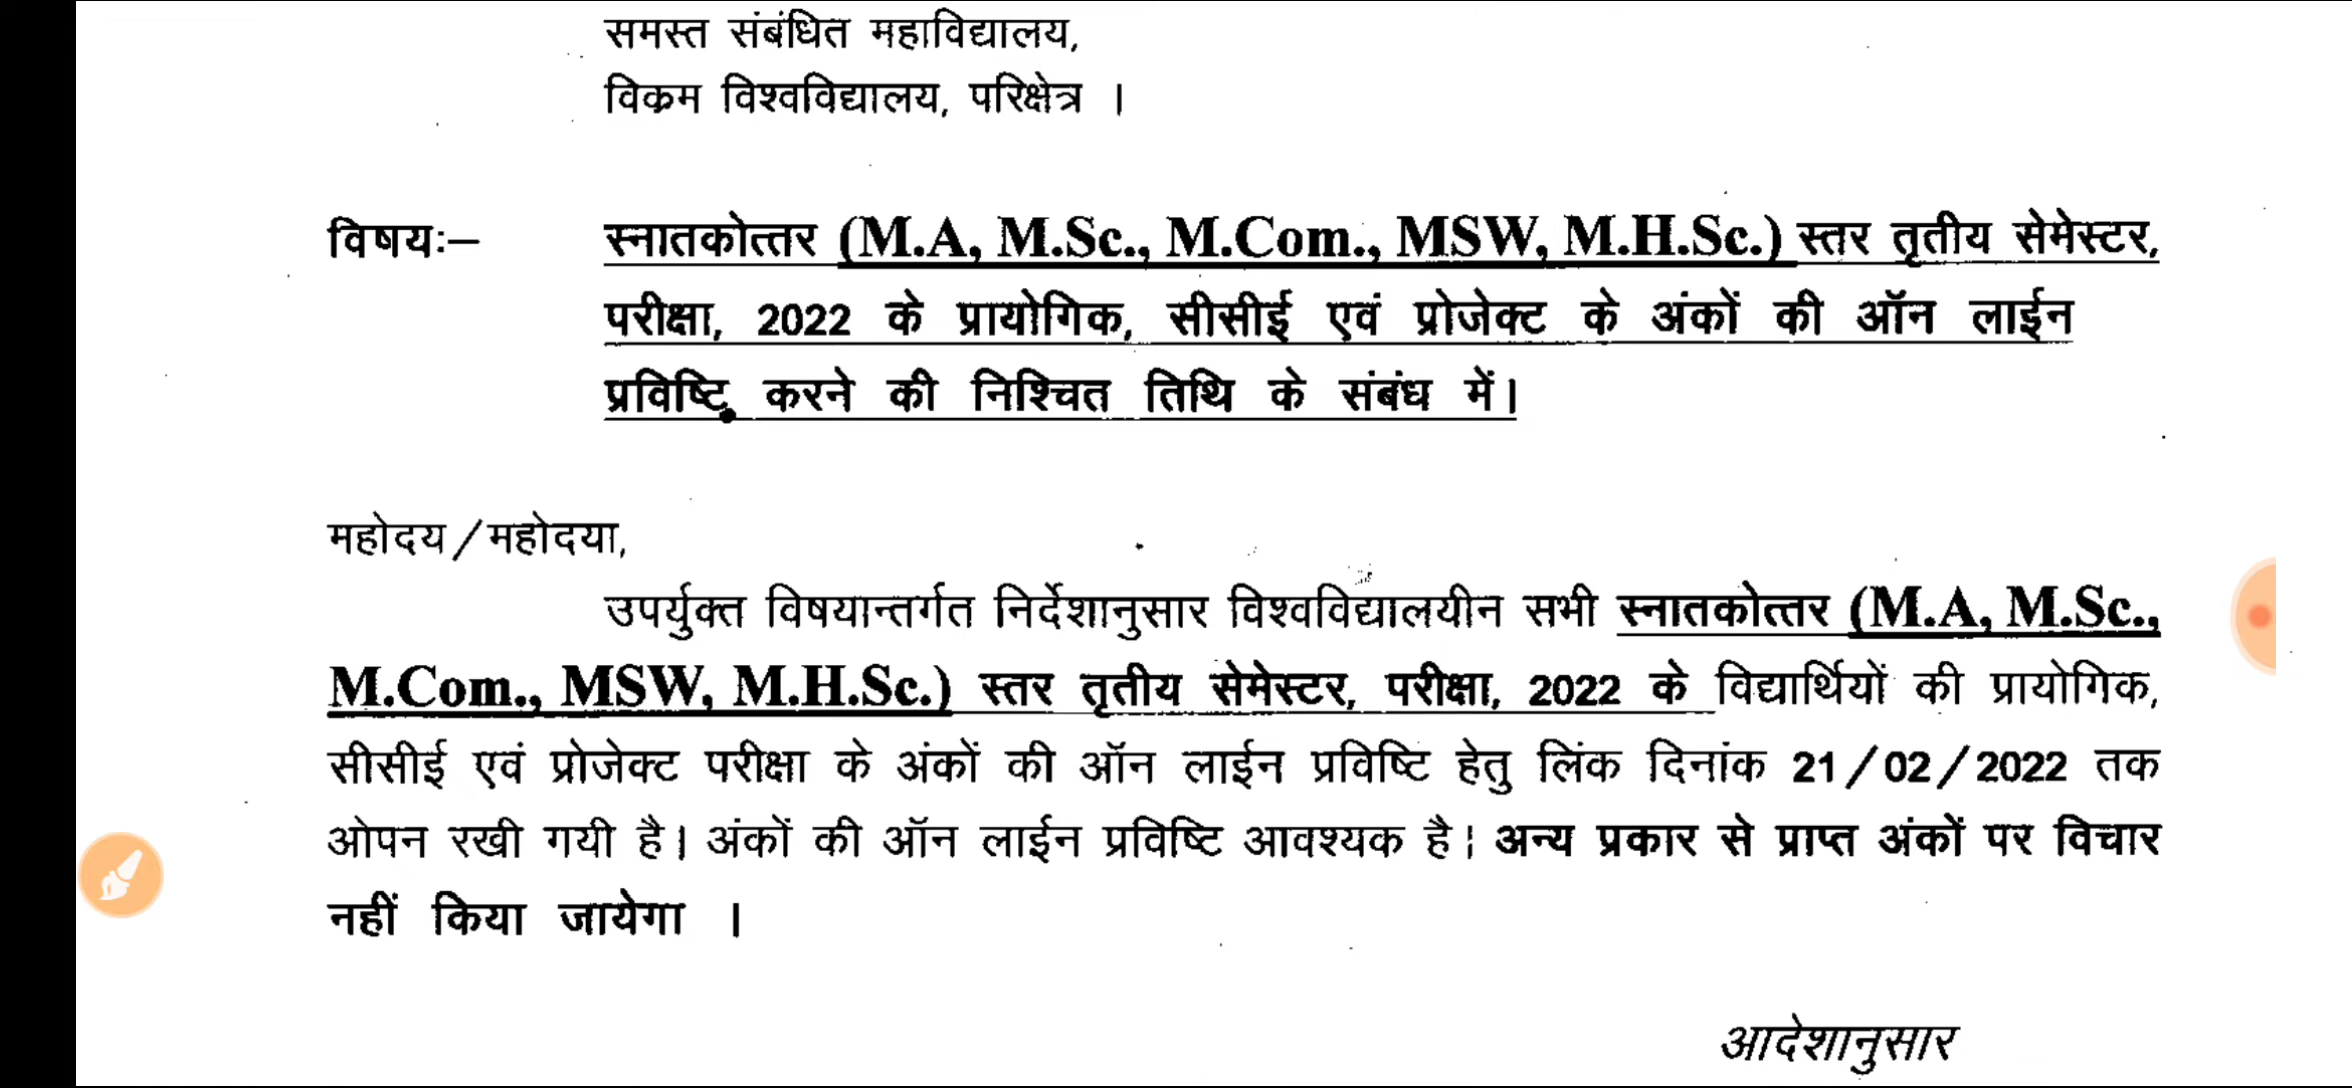 समस्त संबंधित महाविद्यालय,
विक्रम विश्वविद्यालय, परिक्षेत्र ।
विषयः– स्नातकोत्तर (M.A, M.Sc., M.Com., MSW, M.H.Sc.) स्तर तृतीय सेमेस्टर,
परीक्षा, 2022 के प्रायोगिक, सीसीई एवं प्रोजेक्ट के अंकों की ऑन लाईन
प्रविष्टि करने की निश्चित तिथि के संबंध में।
महोदय/महोदया,
उपर्युक्त विषयान्तर्गत निर्देशानुसार विश्वविद्यालयीन सभी स्नातकोत्तर (M.A, M.Sc.,
M.Com., MSW, M.H.Sc.) स्तर तृतीय सेमेस्टर, परीक्षा, 2022 के विद्यार्थियों की प्रायोगिक,
सीसीई एवं प्रोजेक्ट परीक्षा के अंकों की ऑन लाईन प्रविष्टि हेतु लिंक दिनांक 21/02/2022 तक
ओपन रखी गयी है। अंकों की ऑन लाईन प्रविष्टि आवश्यक है। अन्य प्रकार से प्राप्त अंकों पर विचार
नहीं किया जायेगा ।
आदेशानुसार